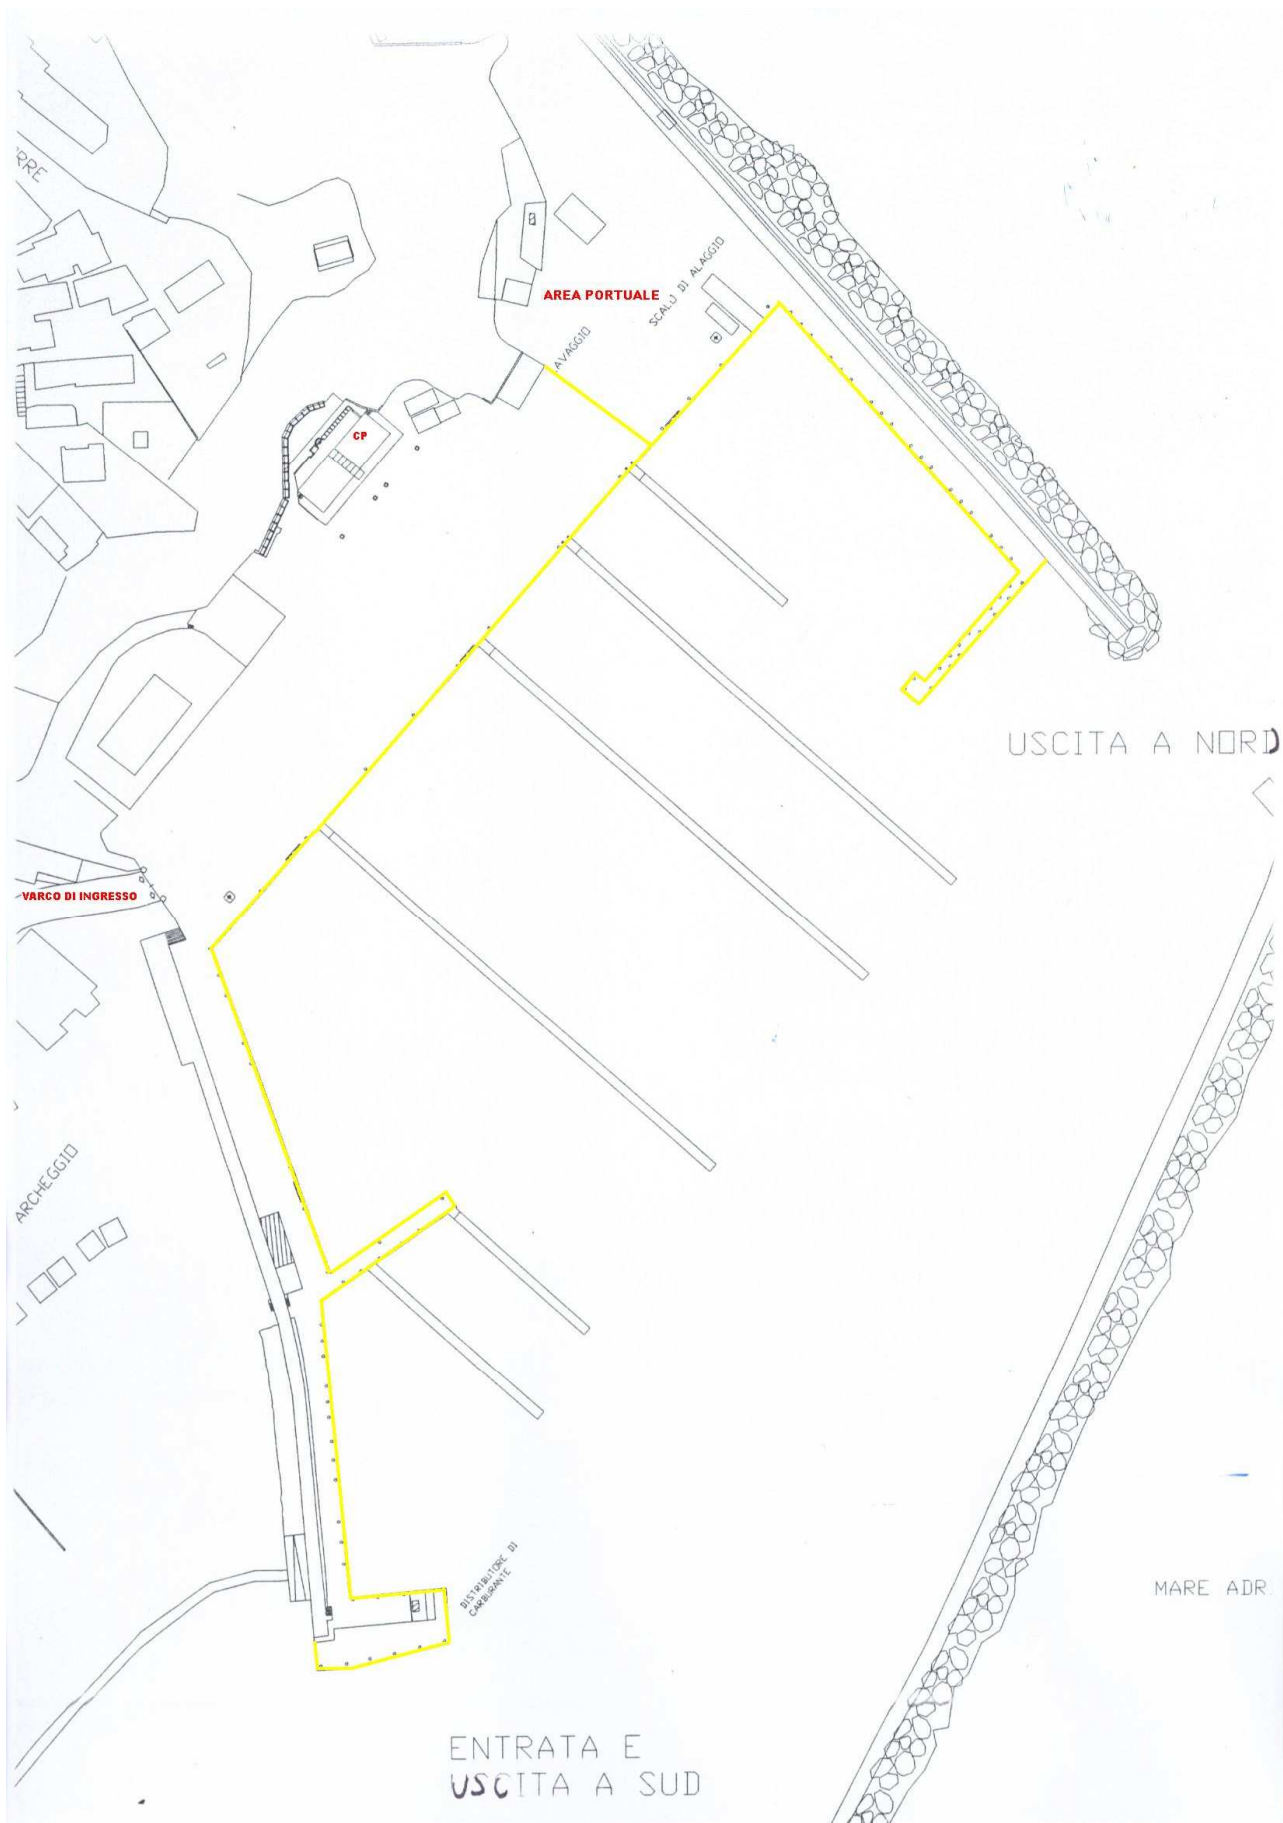 RRE
AREA PORTUALE
SCALO DI ALAGGIO
AVAGGIO
CP
USCITA A NORD
VARCO DI INGRESSO
ARCHEGGIO
DISTRIBUTORE DI
CARBURANTE
MARE ADR
ENTRATA E
USCITA A SUD